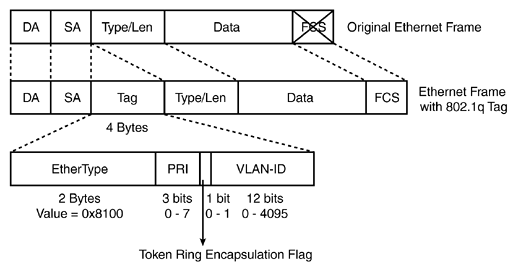 DA SA Type/Len Data FCS Original Ethernet Frame
DA SA Tag Type/Len Data FCS Ethernet Frame
with 802.1q Tag
4 Bytes
EtherType PRI VLAN-ID
2 Bytes 3 bits 1 bit 12 bits
Value = 0x8100 0 - 7 0 - 1 0 - 4095
Token Ring Encapsulation Flag